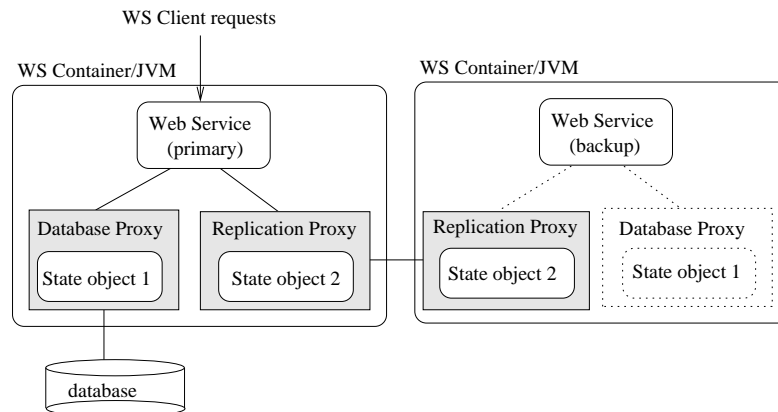 WS Client requests
WS Container/JVM
Web Service
(primary)
Database Proxy
State object 1
Replication Proxy
State object 2
database
WS Container/JVM
Web Service
(backup)
Replication Proxy
State object 2
Database Proxy
State object 1